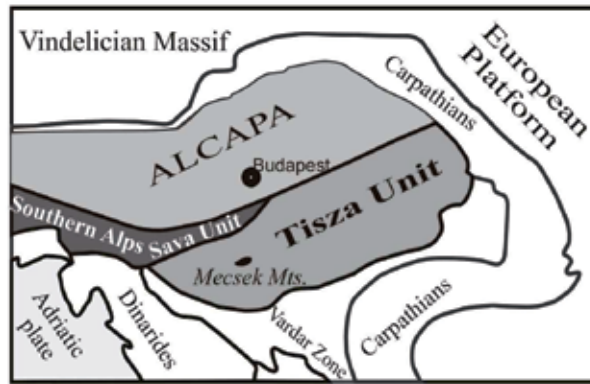 Vindelician Massif
European
Platform
Carpathians
ALCAPA
Budapest
Tisza Unit
Southern Alps
Sava Unit
Mecsek Mts.
Adriatic
plate
Dinarides
Vardar Zone
Carpathians